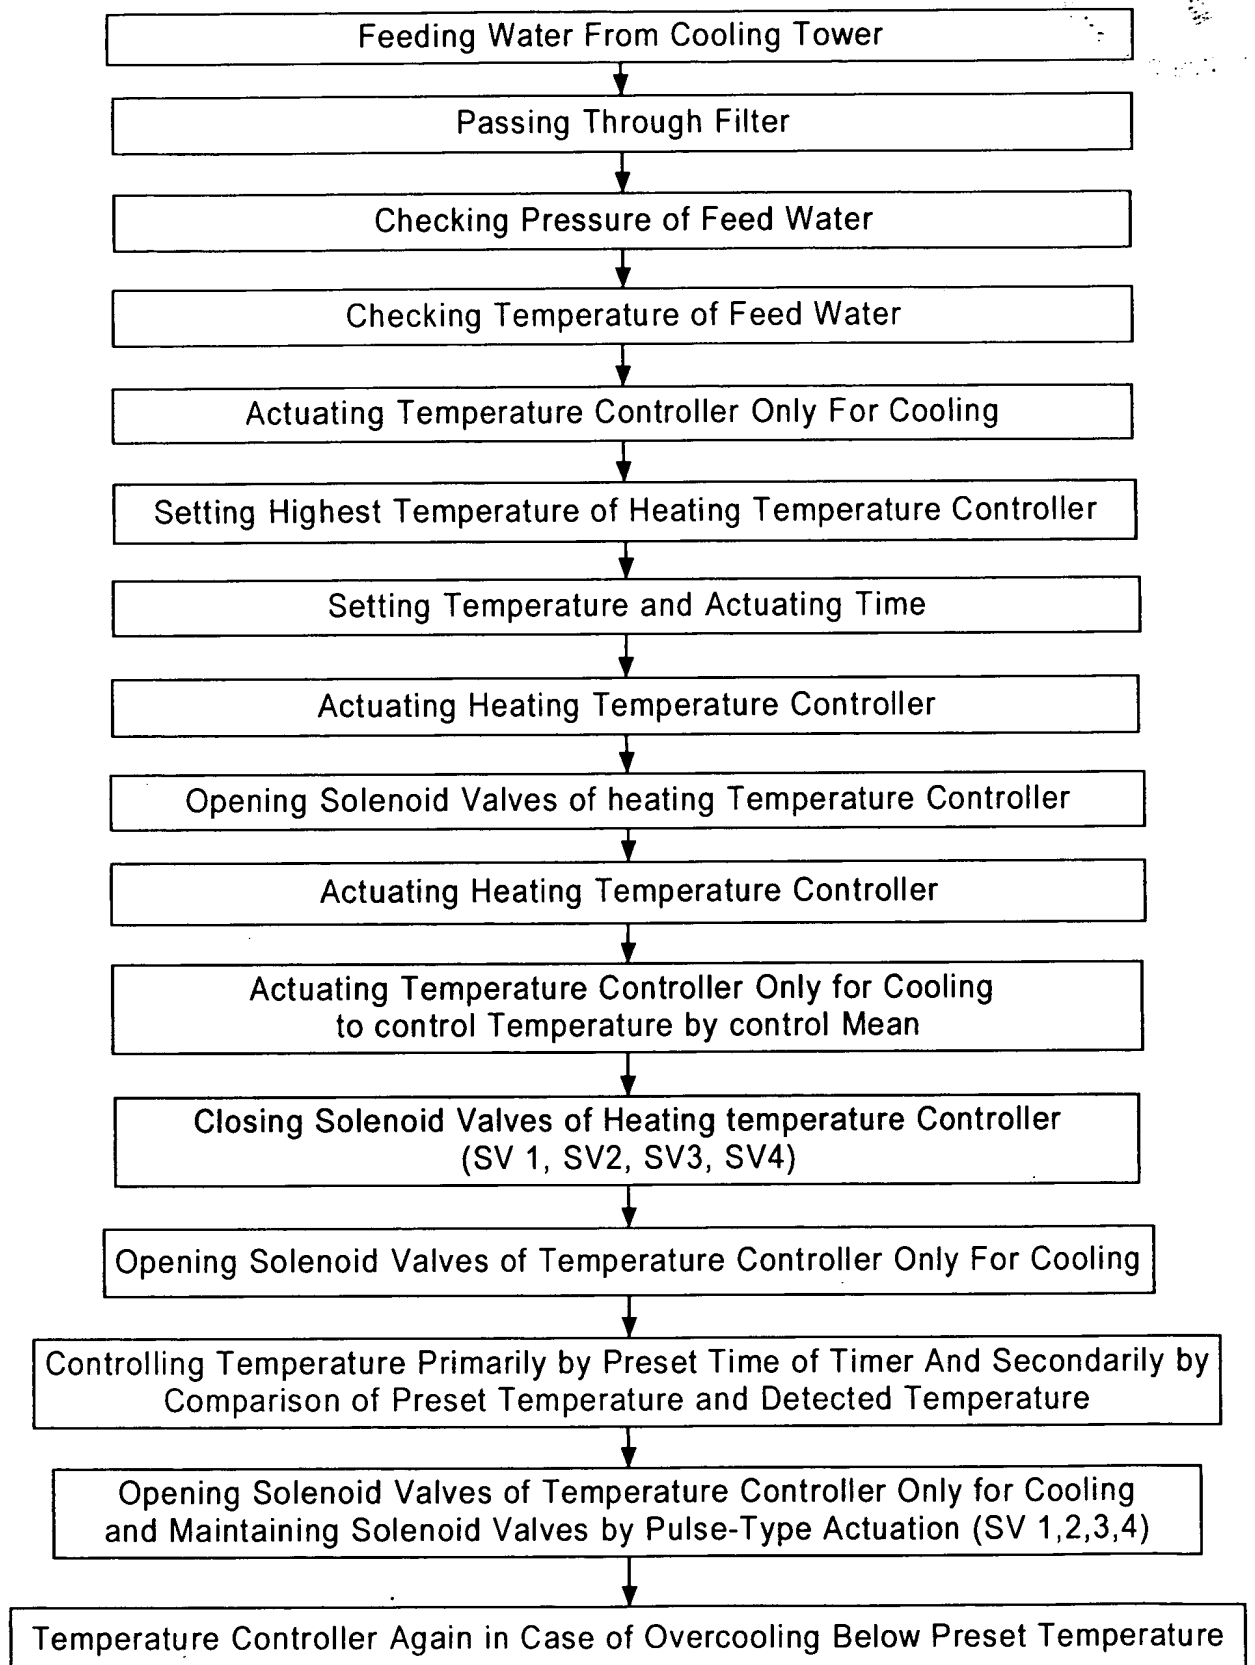 Feeding Water From Cooling Tower
Passing Through Filter
Checking Pressure of Feed Water
Checking Temperature of Feed Water
Actuating Temperature Controller Only For Cooling
Setting Highest Temperature of Heating Temperature Controller
Setting Temperature and Actuating Time
Actuating Heating Temperature Controller
Opening Solenoid Valves of heating Temperature Controller
Actuating Heating Temperature Controller
Actuating Temperature Controller Only for Cooling
to control Temperature by control Mean
Closing Solenoid Valves of Heating temperature Controller
(SV 1, SV2, SV3, SV4)
Opening Solenoid Valves of Temperature Controller Only For Cooling
Controlling Temperature Primarily by Preset Time of Timer And Secondarily by
Comparison of Preset Temperature and Detected Temperature
Opening Solenoid Valves of Temperature Controller Only for Cooling
and Maintaining Solenoid Valves by Pulse-Type Actuation (SV 1,2,3,4)
Temperature Controller Again in Case of Overcooling Below Preset Temperature